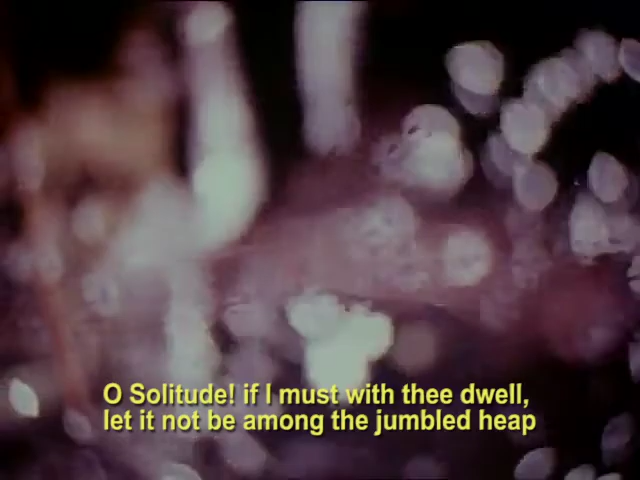 O Solitude! if I must with thee dwell,
let it not be among the jumbled heap